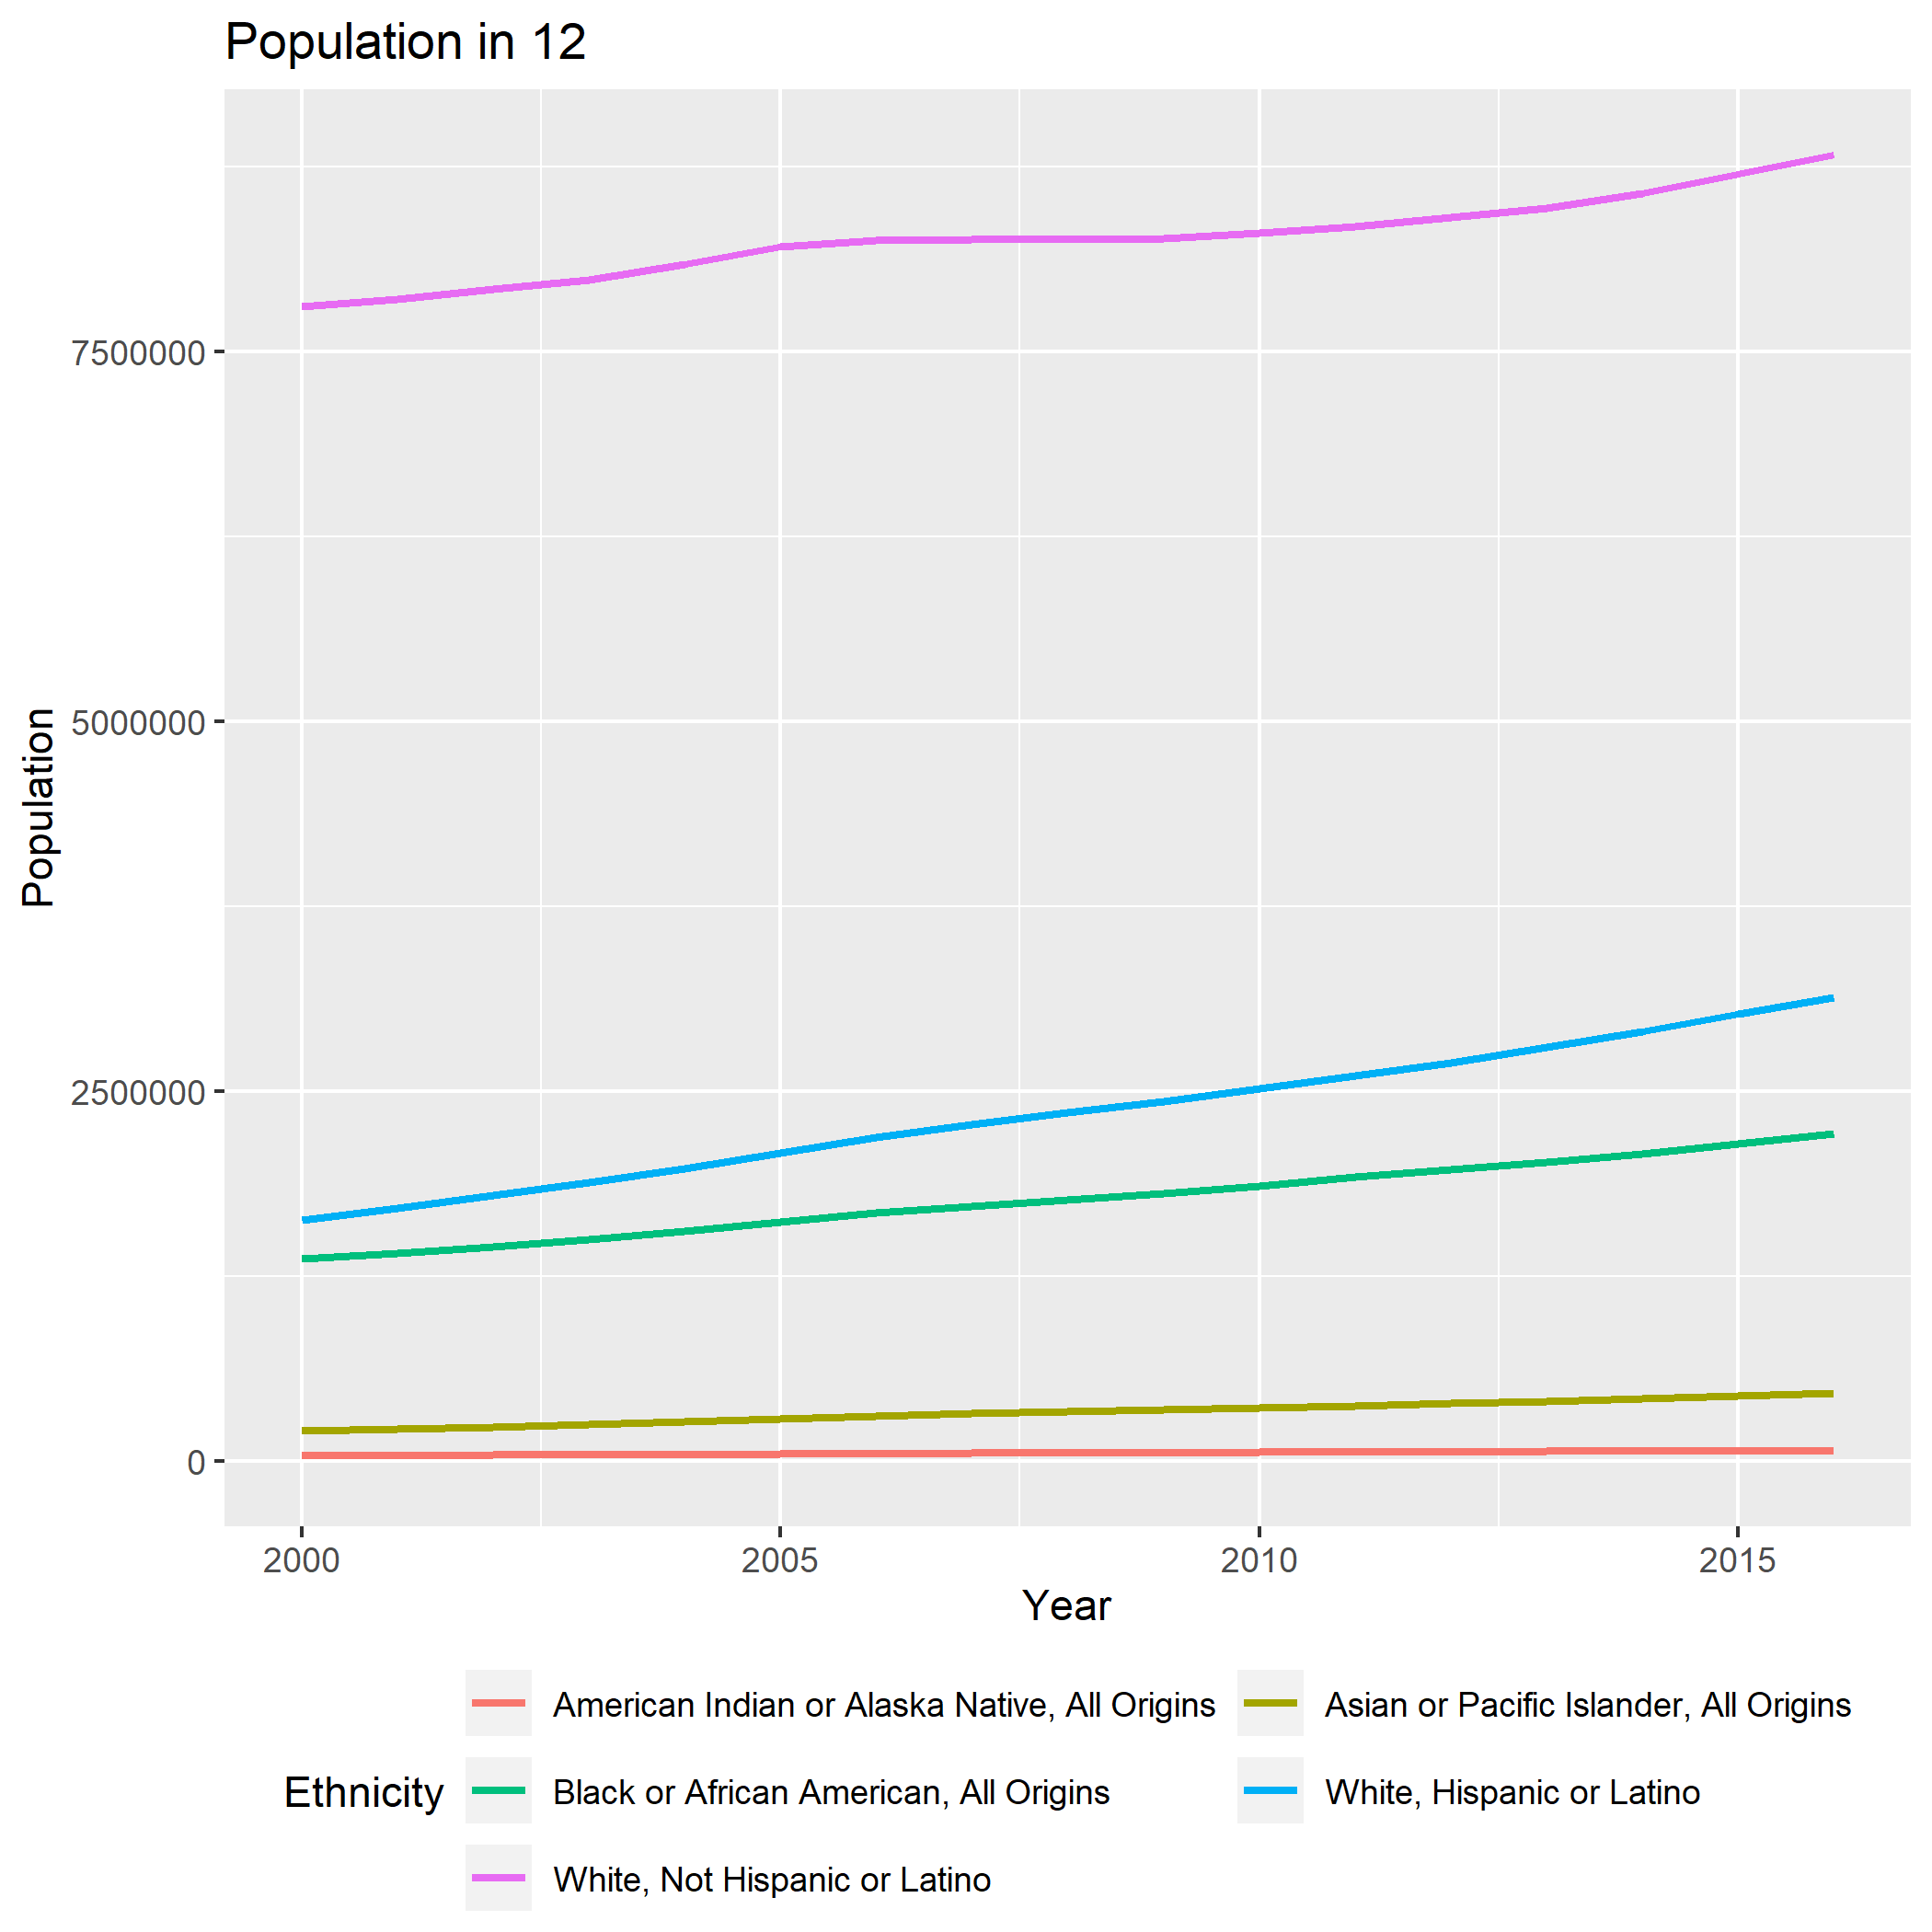 Population in 12
Population
7500000
5000000
2500000
0
2000 2005 2010 2015
Year
Ethnicity
American Indian or Alaska Native, All Origins
Asian or Pacific Islander, All Origins
Black or African American, All Origins
White, Hispanic or Latino
White, Not Hispanic or Latino